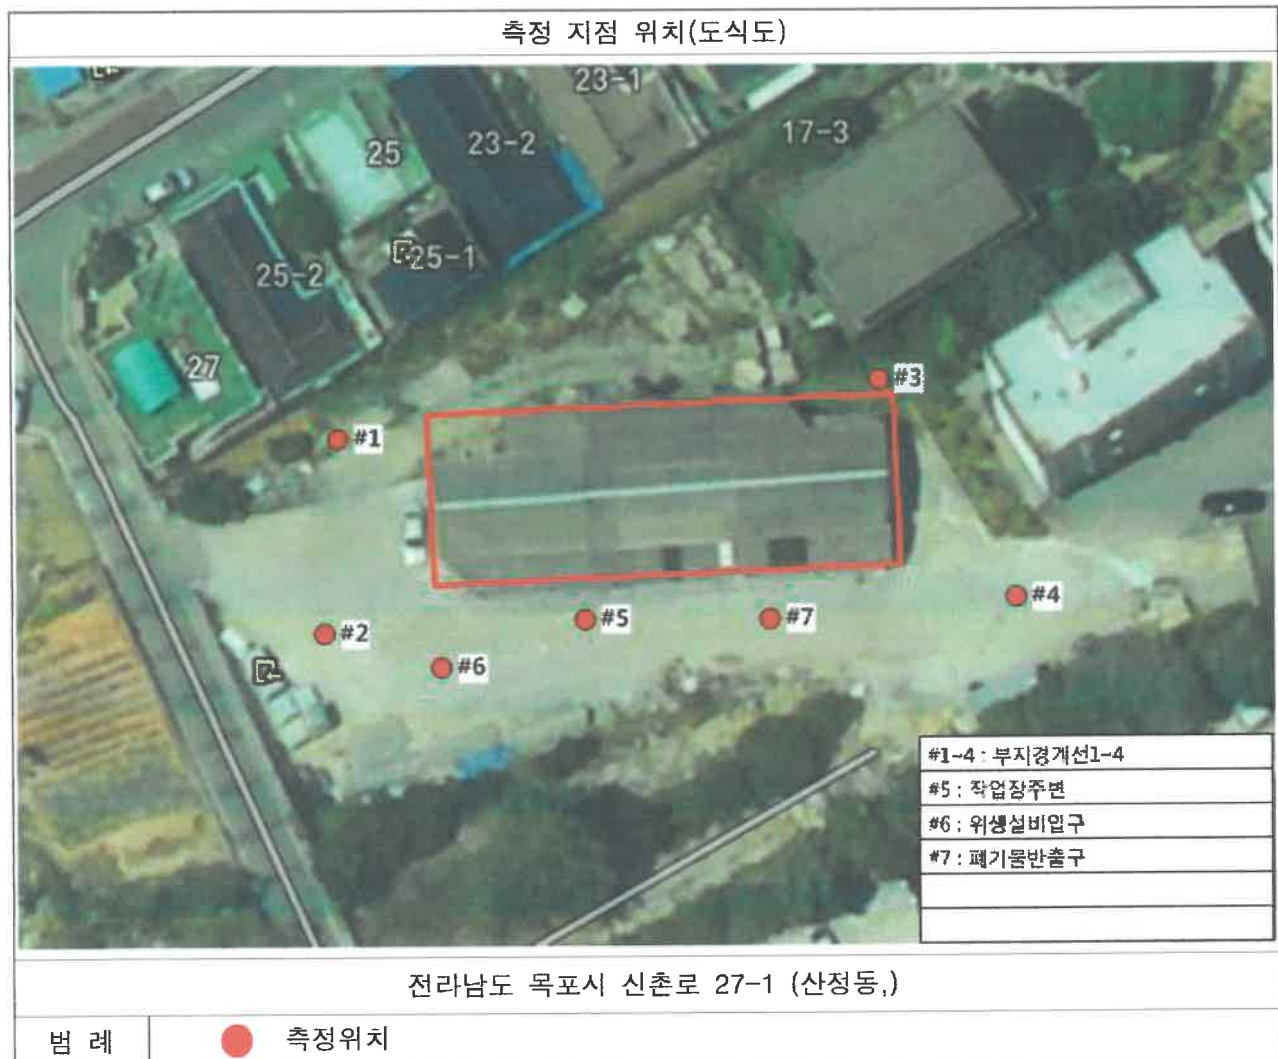 측정 지점 위치(도식도)
23-1
17-3
25
23-2
25-1
25-2
27
#3
#1
#4
#5
#7
#2
#6
#1-4 : 부지경계선1-4
#5 : 작업장주변
#6 : 위생설비입구
#7 : 폐기물반출구
전라남도 목포시 신촌로 27-1 (산정동,)
범 례
측정위치